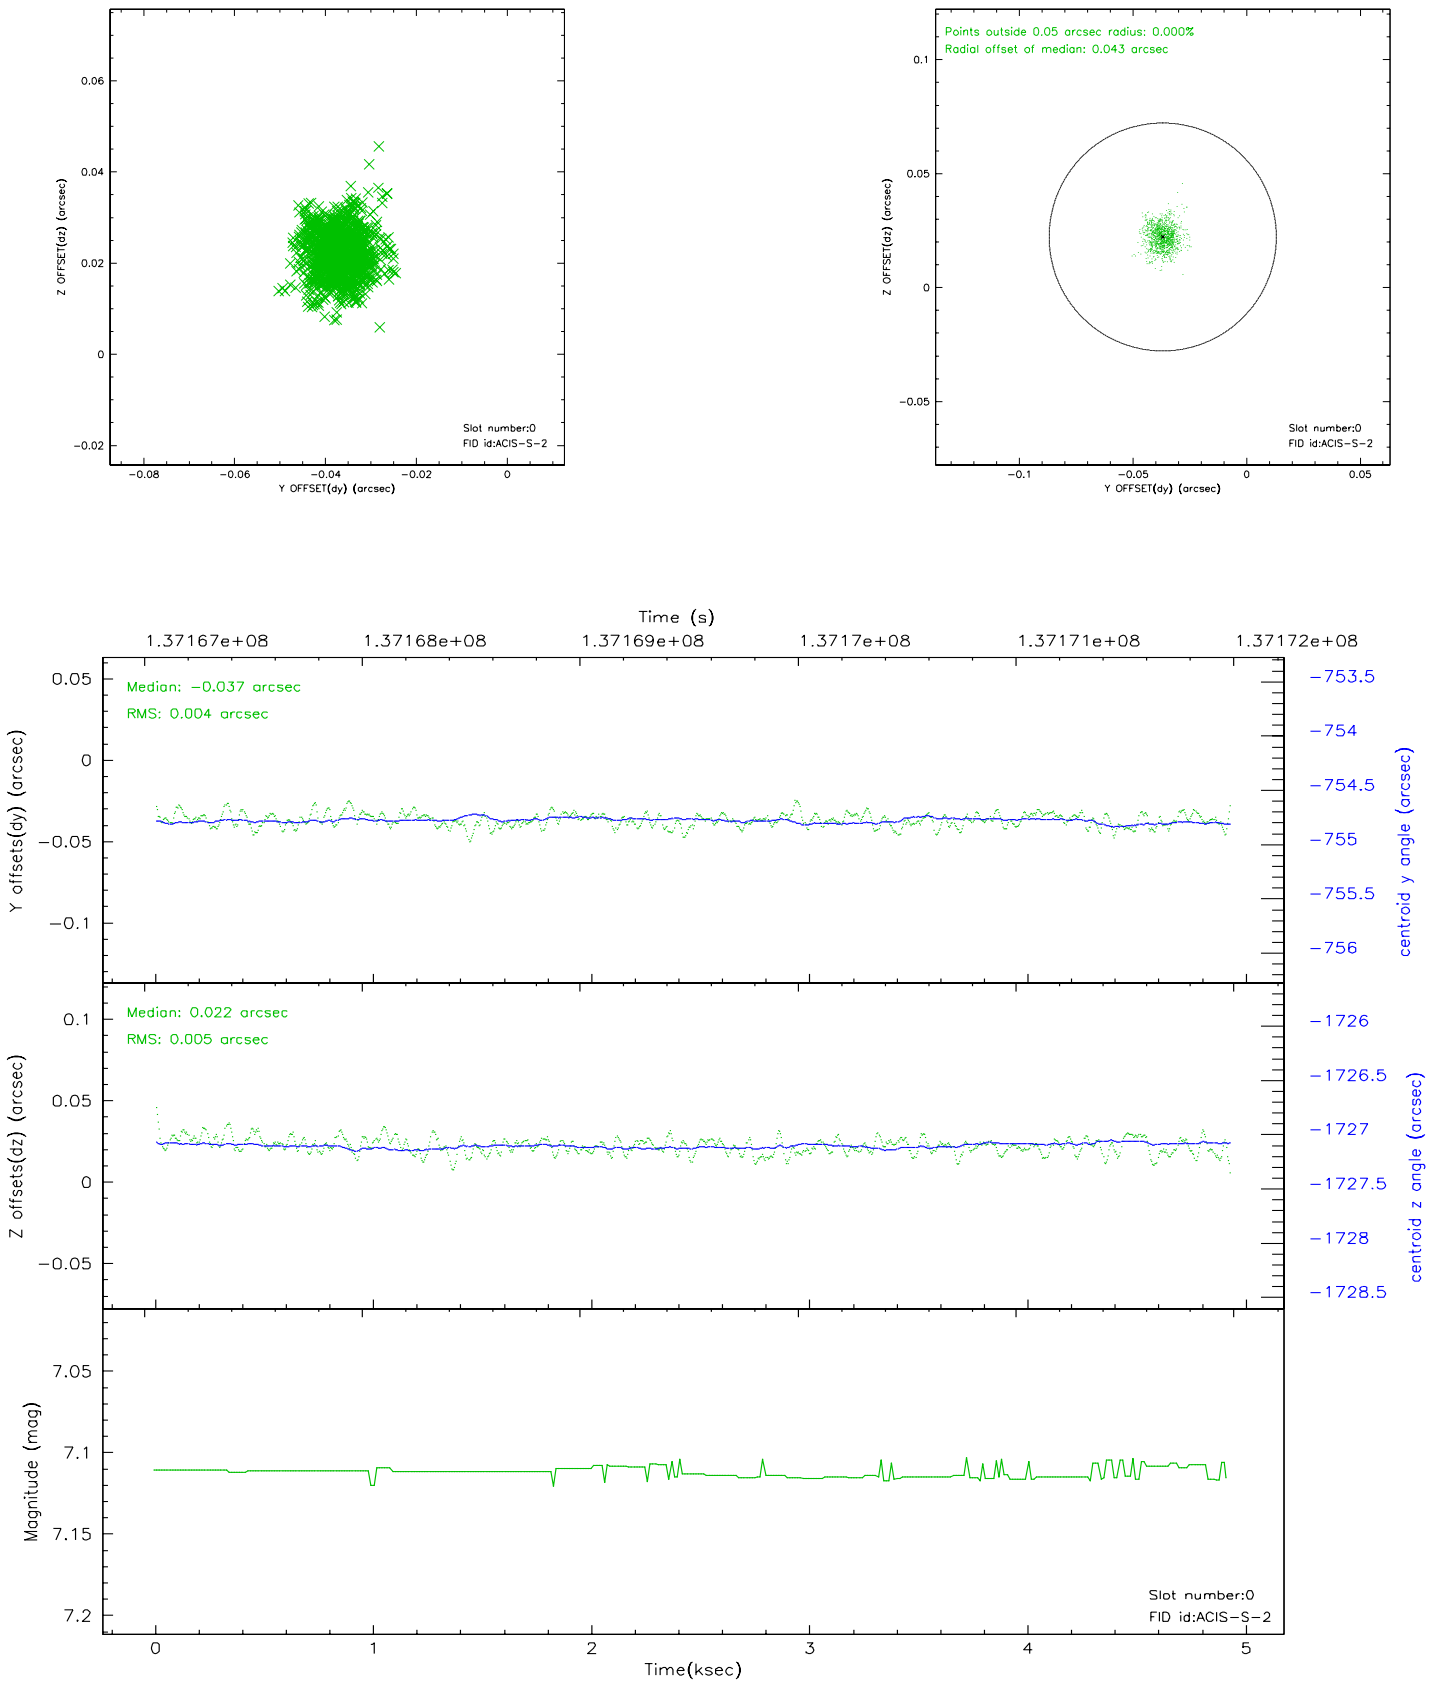 0.06
0.04
0.02
0
−0.02
Z OFFSET(dz) (arcsec)
Slot number:0
FID id:ACIS−S−2
−0.08 −0.06 −0.04 −0.02 0
Y OFFSET(dy) (arcsec)
Points outside 0.05 arcsec radius: 0.000%
Radial offset of median: 0.043 arcsec
0.1
0.05
0
−0.05
Z OFFSET(dz) (arcsec)
Slot number:0
FID id:ACIS−S−2
−0.1 −0.05 0 0.05
Y OFFSET(dy) (arcsec)
Time (s)
1.37167e+08 1.37168e+08 1.37169e+08 1.3717e+08 1.37171e+08 1.37172e+08
Median: −0.037 arcsec
RMS: 0.004 arcsec
0.05
0
−0.05
−0.1
Y offsets(dy) (arcsec)
−753.5
−754
−754.5
−755
−755.5
−756
centroid y angle (arcsec)
Median: 0.022 arcsec
RMS: 0.005 arcsec
0.1
0.05
0
−0.05
Z offsets(dz) (arcsec)
−1726
−1726.5
−1727
−1727.5
−1728
−1728.5
centroid z angle (arcsec)
7.05
7.1
7.15
7.2
Magnitude (mag)
Slot number:0
FID id:ACIS−S−2
0 1 2 3 4 5
Time(ksec)